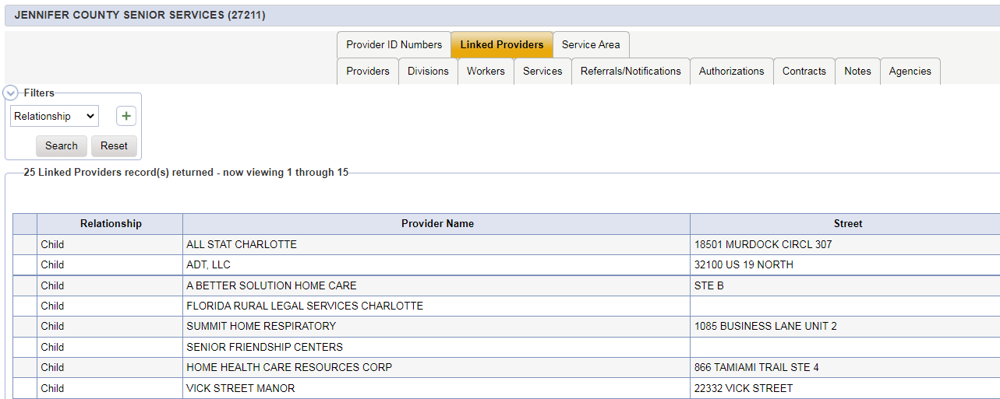 JENNIFER COUNTY SENIOR SERVICES (27211)
Provider ID Numbers Linked Providers Service Area
Providers Divisions Workers Services Referrals/Notifications Authorizations Contracts Notes Agencies
Filters
Relationship +
Search Reset
25 Linked Providers record(s) returned - now viewing 1 through 15
Relationship Provider Name Street
Child ALL STAT CHARLOTTE 18501 MURDOCK CIRCL 307
Child ADT, LLC 32100 US 19 NORTH
Child A BETTER SOLUTION HOME CARE STE B
Child FLORIDA RURAL LEGAL SERVICES CHARLOTTE
Child SUMMIT HOME RESPIRATORY 1085 BUSINESS LANE UNIT 2
Child SENIOR FRIENDSHIP CENTERS
Child HOME HEALTH CARE RESOURCES CORP 866 TAMIAMI TRAIL STE 4
Child VICK STREET MANOR 22332 VICK STREET